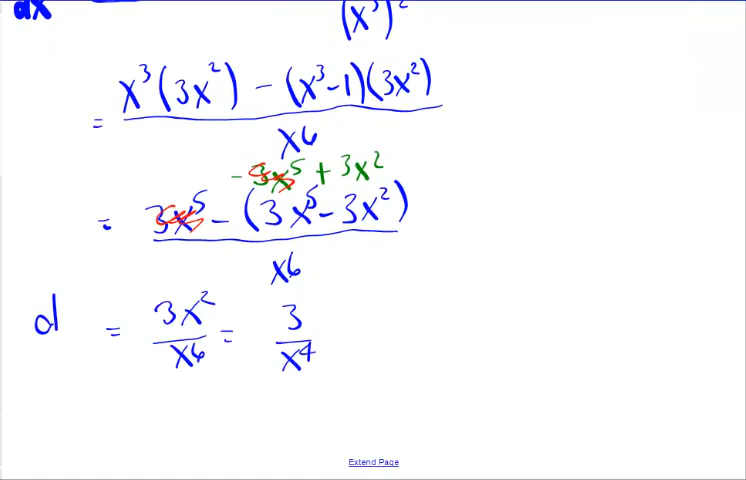 dx
(x³)²
= x³(3x²) - (x³-1)(3x²)
x6
- 3x⁵ + 3x²
= 3x⁵ - (3x⁵ - 3x²)
x6
d = 3x²/x6 = 3/x⁴
Extend Page